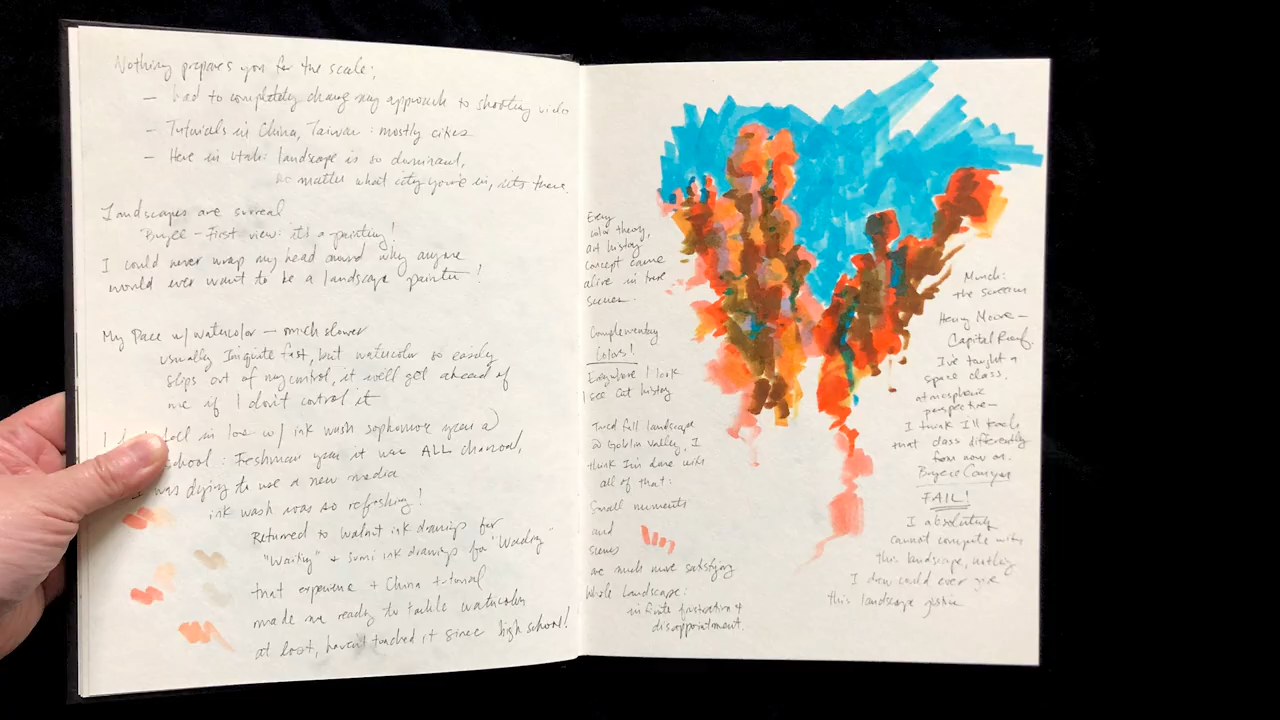 Nothing prepares you for the scale:
– had to completely change my approach to shooting video
– Tutorials in China, Taiwan: mostly cities
– Here in Utah: landscape is so dominant,
no matter what city you're in, it's there.
Landscapes are surreal
Bryce – First view: it's a painting!
I could never wrap my head around why anyone
would ever want to be a landscape painter!
My Pace w/ watercolor – much slower
usually I'm quite fast, but watercolor so easily
slips out of my control, it will get ahead of
me if I don't control it
I fell in love w/ ink wash sophomore year @
school: Freshman year it was ALL charcoal,
I was dying to use a new media
ink wash was so refreshing!
Returned to Walnut ink drawings for
"Waiting" + sumi ink drawings for "Wending"
that experience + China + tutorial
made me ready to tackle watercolor
at last, haven't touched it since high school!
Every
color theory,
art history
concept came
alive in these
scenes.
Complementary
Colors!
Everywhere I look
I see art history
Tried full landscape
@ Goblin Valley, I
think I'm done with
all of that:
Small moments
and
scenes
are much more satisfying
Whole landscape:
infinite frustration +
disappointment.
Munch:
the scream
Henry Moore –
Capital Reef.
I've taught a
space class.
atmospheric
perspective –
I think I'll teach
that class differently
from now on.
Bryce Canyon
FAIL!
I absolutely
cannot compete with
this landscape, nothing
I draw could ever give
this landscape justice